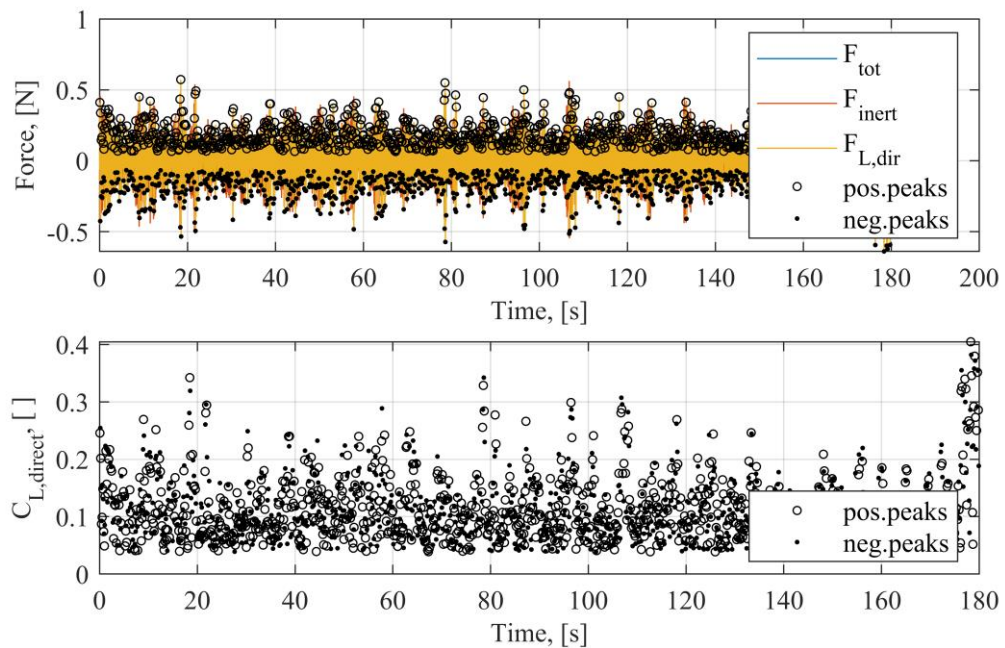 1
0.5
0
-0.5
Force, [N]
F_tot
F_inert
F_L,dir
pos.peaks
neg.peaks
0 20 40 60 80 100 120 140 160 180 200
Time, [s]
0.4
0.3
0.2
0.1
0
C_L,direct, [ ]
pos.peaks
neg.peaks
0 20 40 60 80 100 120 140 160 180
Time, [s]